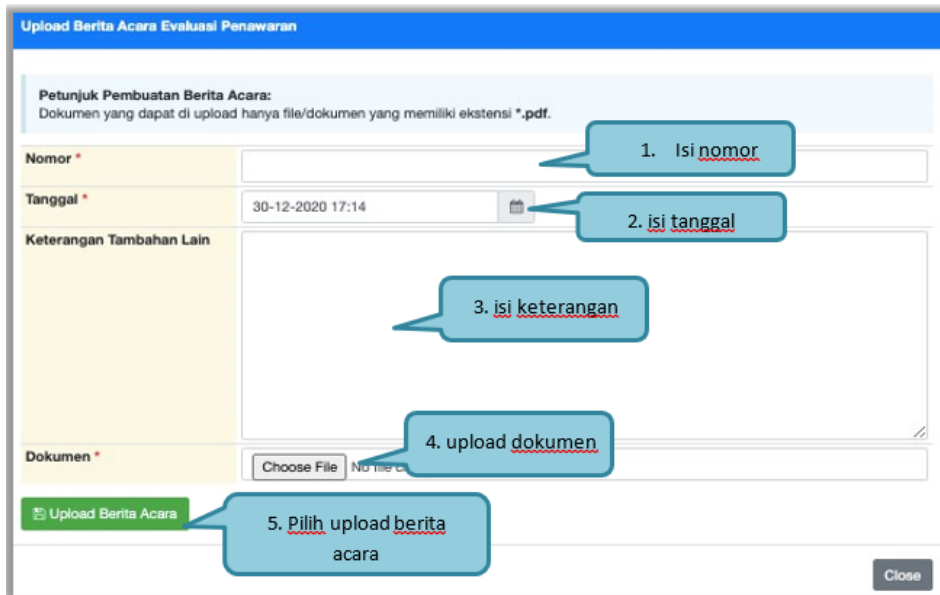 Upload Berita Acara Evaluasi Penawaran
Petunjuk Pembuatan Berita Acara:
Dokumen yang dapat di upload hanya file/dokumen yang memiliki ekstensi *.pdf.
Nomor *
1. Isi nomor
Tanggal *
30-12-2020 17:14
2. isi tanggal
Keterangan Tambahan Lain
3. isi keterangan
4. upload dokumen
Dokumen *
Choose File No file
Upload Berita Acara
5. Pilih upload berita
acara
Close